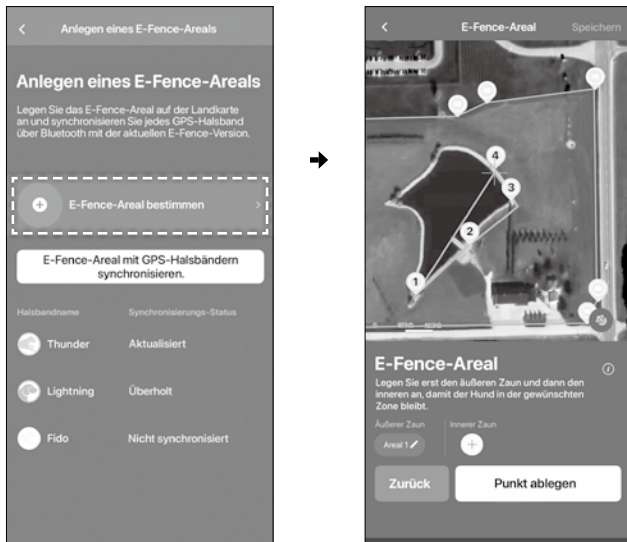 Anlegen eines E-Fence-Areals
Anlegen eines E-Fence-Areals
Legen Sie das E-Fence-Areal auf der Landkarte
an und synchronisieren Sie jedes GPS-Halsband
über Bluetooth mit der aktuellen E-Fence-Version.
E-Fence-Areal bestimmen
E-Fence-Areal mit GPS-Halsbändern
synchronisieren.
Halsbandname Synchronisierungs-Status
Thunder Aktualisiert
Lightning Überholt
Fido Nicht synchronisiert
E-Fence-Areal Speichern
4
3
2
1
E-Fence-Areal
Legen Sie erst den äußeren Zaun und dann den
inneren an, damit der Hund in der gewünschten
Zone bleibt.
Äußerer Zaun Innerer Zaun
Areal 1
Zurück Punkt ablegen